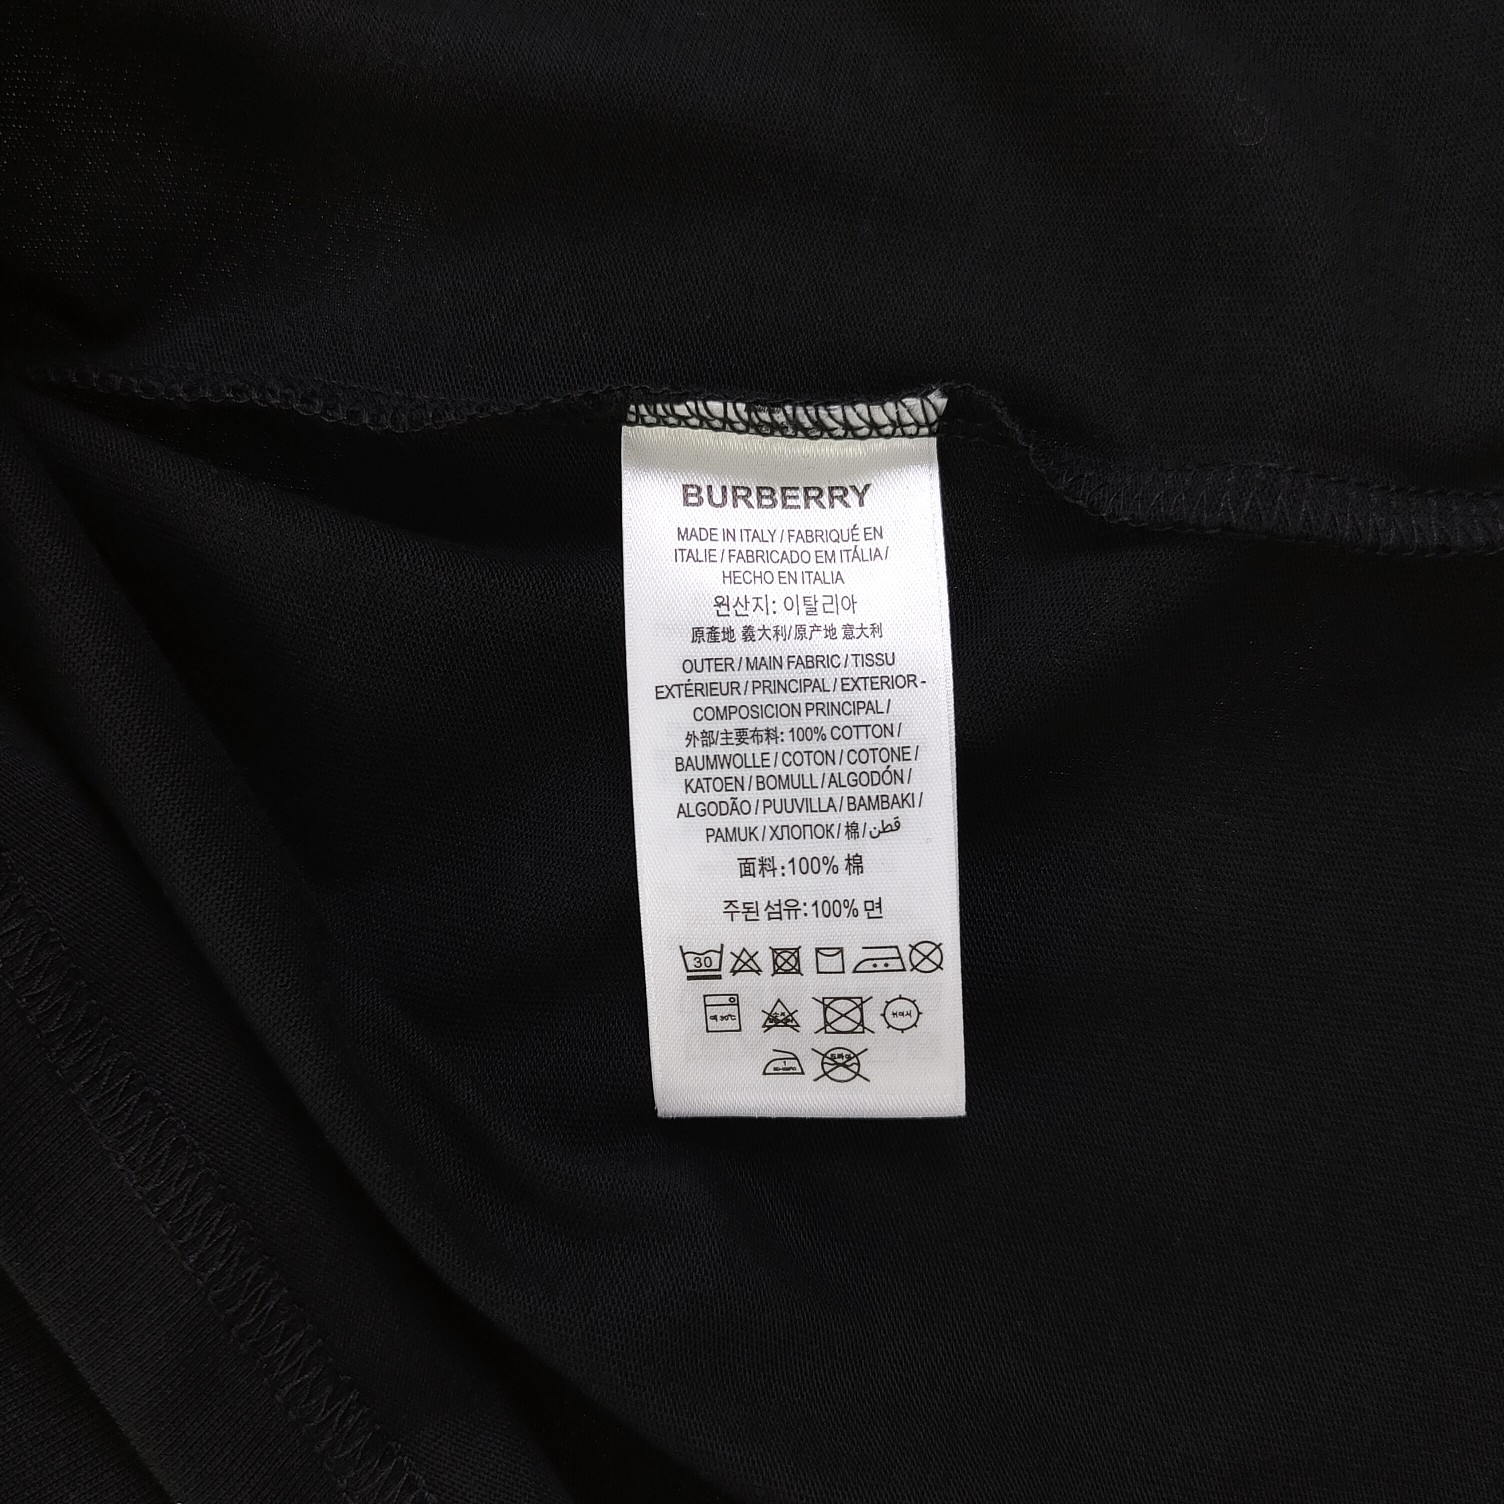 BURBERRY
MADE IN ITALY / FABRIQUÉ EN
ITALIE / FABRICADO EM ITÁLIA /
HECHO EN ITALIA
원산지: 이탈리아
原產地 義大利/原产地 意大利
OUTER / MAIN FABRIC / TISSU
EXTÉRIEUR / PRINCIPAL / EXTERIOR -
COMPOSICION PRINCIPAL /
外部/主要布料: 100% COTTON /
BAUMWOLLE / COTON / COTONE /
KATOEN / BOMULL / ALGODÓN /
ALGODÃO / PUUVILLA / BAMBAKI /
PAMUK / ХЛОПОК / 棉 / قطن
面料:100% 棉
주된 섬유:100% 면
30